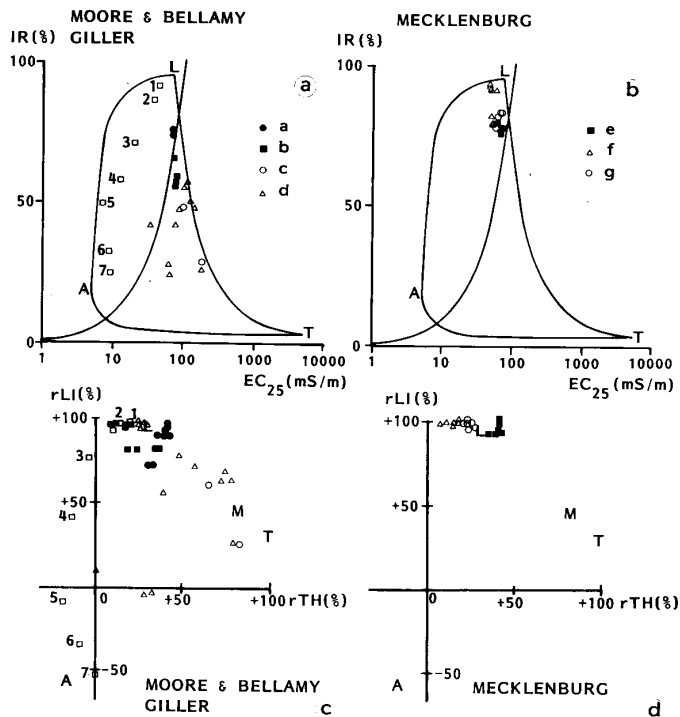 MOORE & BELLAMY
GILLER
IR(%)
100
50
0
1 10 100 1000 10000
EC25(mS/m)
L
A
T
1
2
3
4
5
6
7
a
a
b
c
d
MECKLENBURG
IR(%)
100
50
0
1 10 100 1000 10000
EC25(mS/m)
L
A
T
b
e
f
g
rLI(%)
+100
+50
0
-50
+50
+100 rTH(%)
2 1
L
3
4
5
6
7
M
T
A
MOORE & BELLAMY
GILLER
c
rLI(%)
+100
+50
0
-50
+50
+100 rTH(%)
L
M
T
A
MECKLENBURG
d